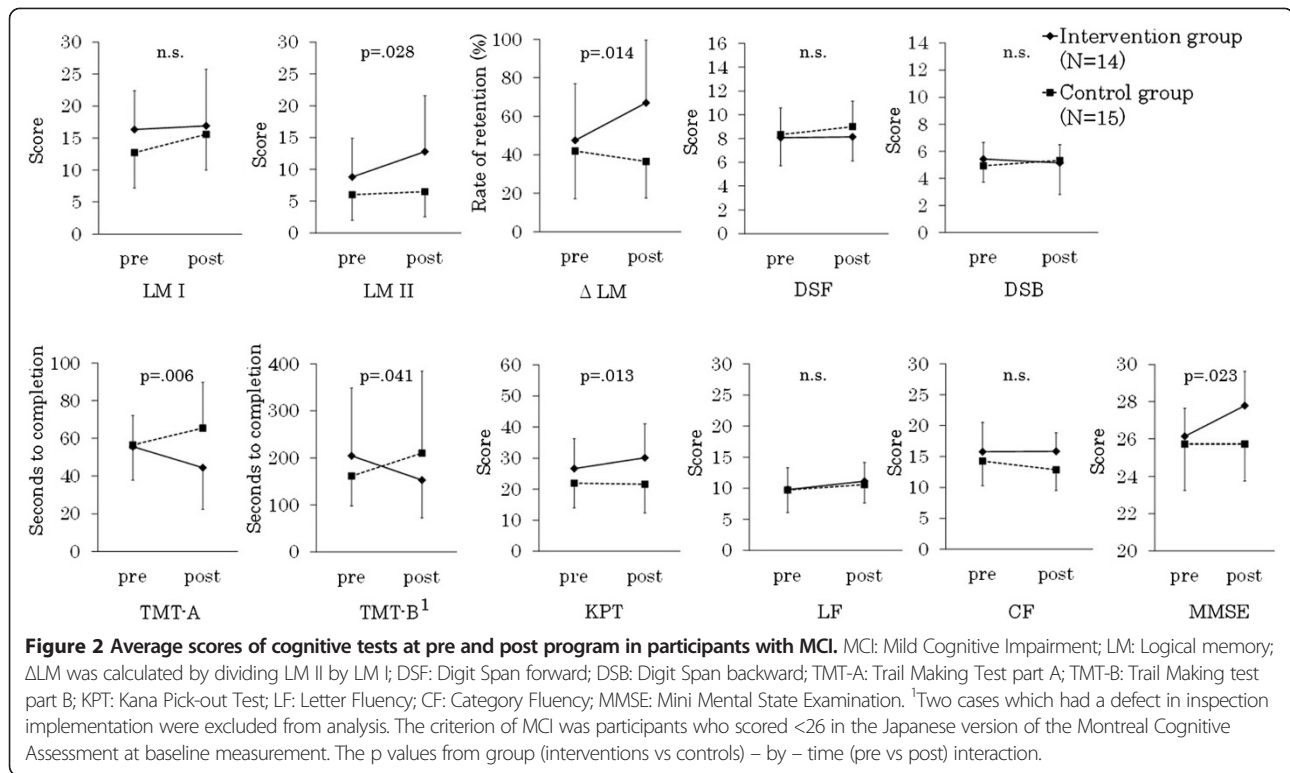 30
25
20
15
10
5
0
Score
n.s.
pre post
LM I
30
25
20
15
10
5
0
Score
p=.028
pre post
LM II
100
80
60
40
20
0
Rate of retention (%)
p=.014
pre post
Δ LM
16
14
12
10
8
6
4
2
0
Score
n.s.
pre post
DSF
16
14
12
10
8
6
4
2
0
Score
n.s.
pre post
DSB
Intervention group
(N=14)
Control group
(N=15)
100
80
60
40
20
0
Seconds to completion
p=.006
pre post
TMT-A
400
300
200
100
0
Seconds to completion
p=.041
pre post
TMT-B¹
60
50
40
30
20
10
0
Score
p=.013
pre post
KPT
30
25
20
15
10
5
0
Score
n.s.
pre post
LF
30
25
20
15
10
5
0
Score
n.s.
pre post
CF
30
28
26
24
22
20
Score
p=.023
pre post
MMSE
Figure 2 Average scores of cognitive tests at pre and post program in participants with MCI. MCI: Mild Cognitive Impairment; LM: Logical memory;
ΔLM was calculated by dividing LM II by LM I; DSF: Digit Span forward; DSB: Digit Span backward; TMT-A: Trail Making Test part A; TMT-B: Trail Making test
part B; KPT: Kana Pick-out Test; LF: Letter Fluency; CF: Category Fluency; MMSE: Mini Mental State Examination. ¹Two cases which had a defect in inspection
implementation were excluded from analysis. The criterion of MCI was participants who scored <26 in the Japanese version of the Montreal Cognitive
Assessment at baseline measurement. The p values from group (interventions vs controls) – by – time (pre vs post) interaction.